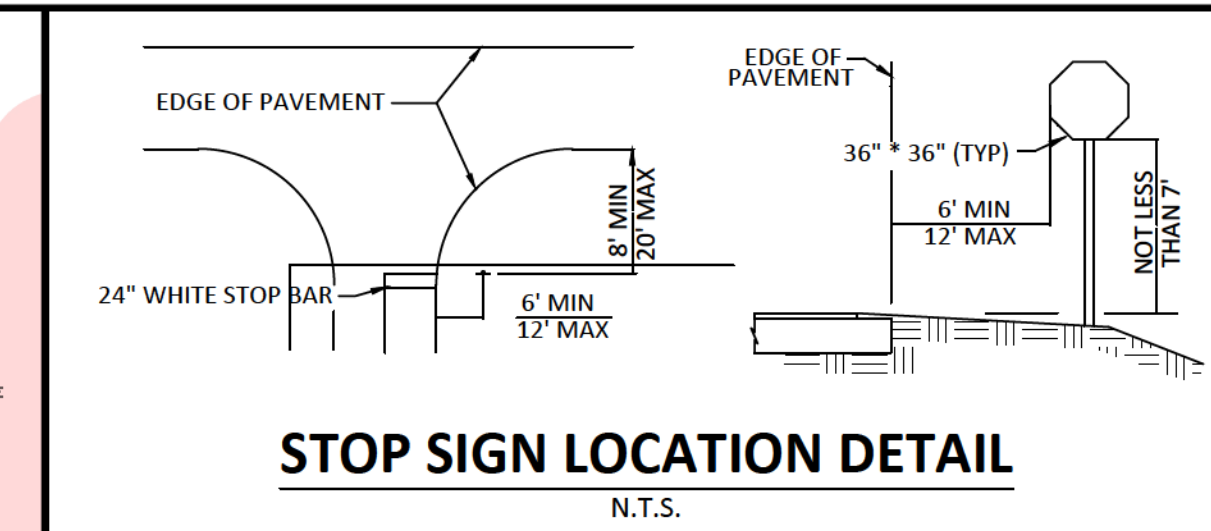 EDGE OF PAVEMENT
8' MIN
20' MAX
24" WHITE STOP BAR
6' MIN
12' MAX
EDGE OF
PAVEMENT
36" * 36" (TYP)
6' MIN
12' MAX
NOT LESS
THAN 7'
STOP SIGN LOCATION DETAIL
N.T.S.